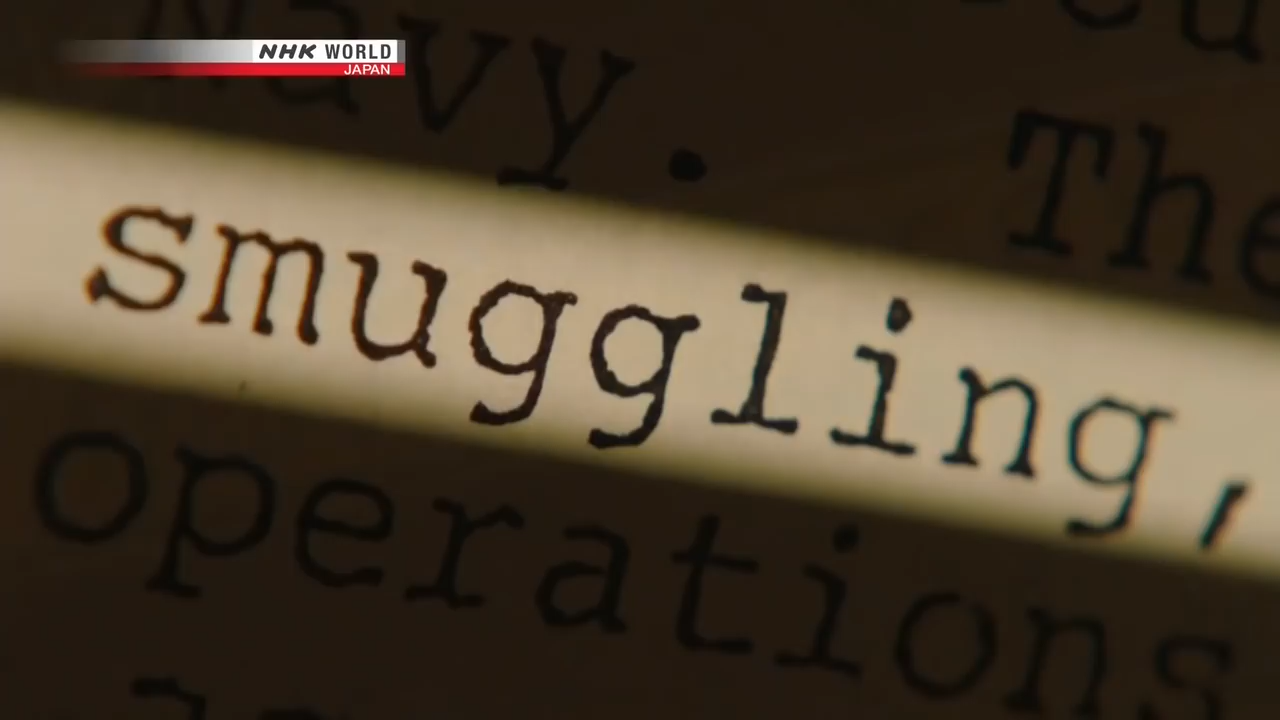 NHK WORLD
JAPAN
Navy. The
smuggling,
operations